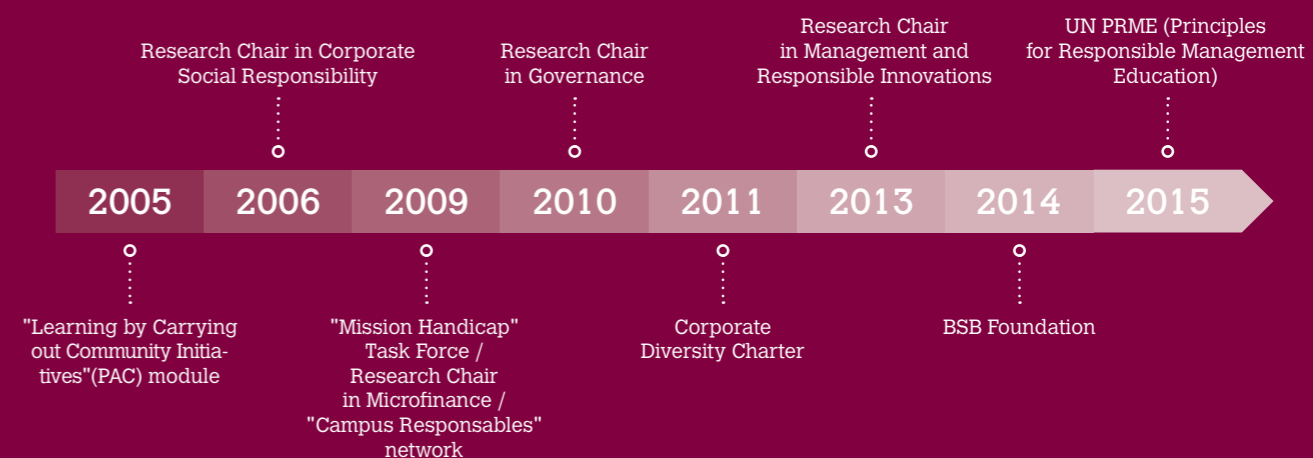 Research Chair in Corporate
Social Responsibility
Research Chair
in Governance
Research Chair
in Management and
Responsible Innovations
UN PRME (Principles
for Responsible Management
Education)
2005
2006
2009
2010
2011
2013
2014
2015
"Learning by Carrying
out Community Initia-
tives"(PAC) module
"Mission Handicap"
Task Force /
Research Chair
in Microfinance /
"Campus Responsables"
network
Corporate
Diversity Charter
BSB Foundation